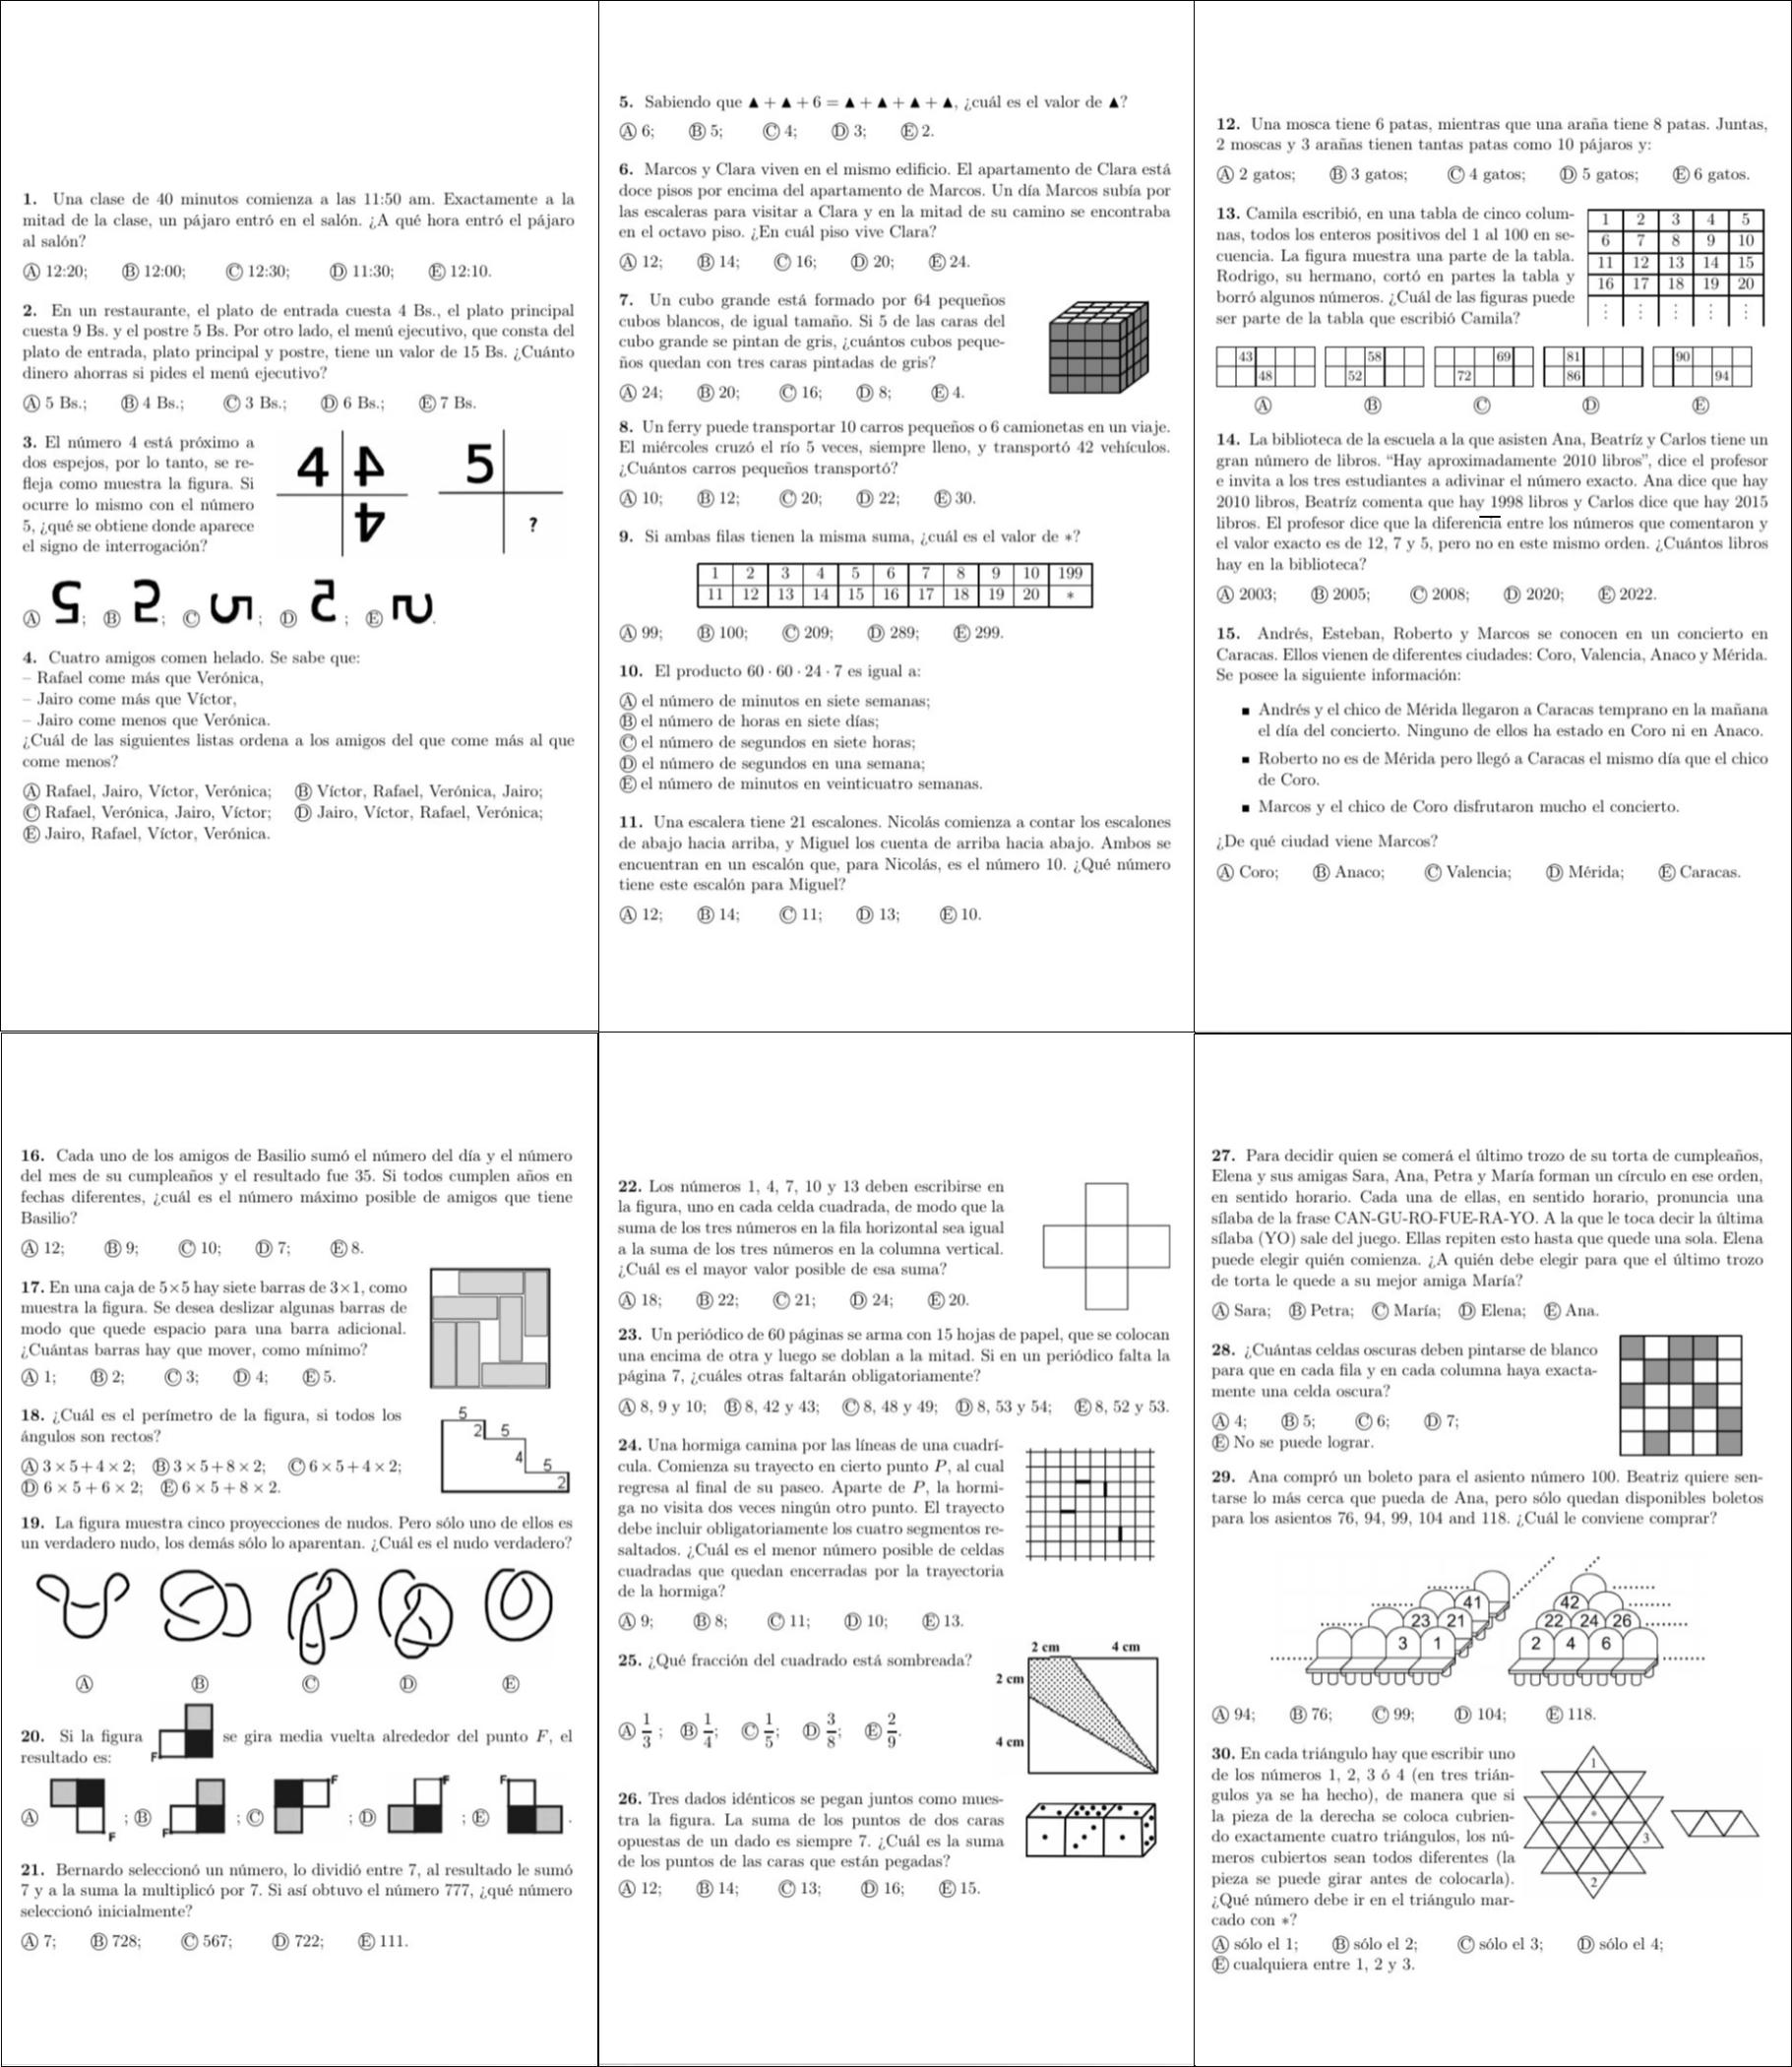 1. Una clase de 40 minutos comienza a las 11:50 am. Exactamente a la
mitad de la clase, un pájaro entró en el salón. ¿A qué hora entró el pájaro
al salón?
Ⓐ 12:20; Ⓑ 12:00; Ⓒ 12:30; Ⓓ 11:30; Ⓔ 12:10.
2. En un restaurante, el plato de entrada cuesta 4 Bs., el plato principal
cuesta 9 Bs. y el postre 5 Bs. Por otro lado, el menú ejecutivo, que consta del
plato de entrada, plato principal y postre, tiene un valor de 15 Bs. ¿Cuánto
dinero ahorras si pides el menú ejecutivo?
Ⓐ 5 Bs.; Ⓑ 4 Bs.; Ⓒ 3 Bs.; Ⓓ 6 Bs.; Ⓔ 7 Bs.
3. El número 4 está próximo a
dos espejos, por lo tanto, se re-
fleja como muestra la figura. Si
ocurre lo mismo con el número
5, ¿qué se obtiene donde aparece
el signo de interrogación?
4 4 5
4 ?
Ⓐ ; Ⓑ ; Ⓒ ; Ⓓ ; Ⓔ .
4. Cuatro amigos comen helado. Se sabe que:
– Rafael come más que Verónica,
– Jairo come más que Víctor,
– Jairo come menos que Verónica.
¿Cuál de las siguientes listas ordena a los amigos del que come más al que
come menos?
Ⓐ Rafael, Jairo, Víctor, Verónica; Ⓑ Víctor, Rafael, Verónica, Jairo;
Ⓒ Rafael, Verónica, Jairo, Víctor; Ⓓ Jairo, Víctor, Rafael, Verónica;
Ⓔ Jairo, Rafael, Víctor, Verónica.
5. Sabiendo que ▲ + ▲ + 6 = ▲ + ▲ + ▲ + ▲, ¿cuál es el valor de ▲?
Ⓐ 6; Ⓑ 5; Ⓒ 4; Ⓓ 3; Ⓔ 2.
6. Marcos y Clara viven en el mismo edificio. El apartamento de Clara está
doce pisos por encima del apartamento de Marcos. Un día Marcos subía por
las escaleras para visitar a Clara y en la mitad de su camino se encontraba
en el octavo piso. ¿En cuál piso vive Clara?
Ⓐ 12; Ⓑ 14; Ⓒ 16; Ⓓ 20; Ⓔ 24.
7. Un cubo grande está formado por 64 pequeños
cubos blancos, de igual tamaño. Si 5 de las caras del
cubo grande se pintan de gris, ¿cuántos cubos peque-
ños quedan con tres caras pintadas de gris?
Ⓐ 24; Ⓑ 20; Ⓒ 16; Ⓓ 8; Ⓔ 4.
8. Un ferry puede transportar 10 carros pequeños o 6 camionetas en un viaje.
El miércoles cruzó el río 5 veces, siempre lleno, y transportó 42 vehículos.
¿Cuántos carros pequeños transportó?
Ⓐ 10; Ⓑ 12; Ⓒ 20; Ⓓ 22; Ⓔ 30.
9. Si ambas filas tienen la misma suma, ¿cuál es el valor de ∗?
1 2 3 4 5 6 7 8 9 10 199
11 12 13 14 15 16 17 18 19 20 ∗
Ⓐ 99; Ⓑ 100; Ⓒ 209; Ⓓ 289; Ⓔ 299.
10. El producto 60 · 60 · 24 · 7 es igual a:
Ⓐ el número de minutos en siete semanas;
Ⓑ el número de horas en siete días;
Ⓒ el número de segundos en siete horas;
Ⓓ el número de segundos en una semana;
Ⓔ el número de minutos en veinticuatro semanas.
11. Una escalera tiene 21 escalones. Nicolás comienza a contar los escalones
de abajo hacia arriba, y Miguel los cuenta de arriba hacia abajo. Ambos se
encuentran en un escalón que, para Nicolás, es el número 10. ¿Qué número
tiene este escalón para Miguel?
Ⓐ 12; Ⓑ 14; Ⓒ 11; Ⓓ 13; Ⓔ 10.
12. Una mosca tiene 6 patas, mientras que una araña tiene 8 patas. Juntas,
2 moscas y 3 arañas tienen tantas patas como 10 pájaros y:
Ⓐ 2 gatos; Ⓑ 3 gatos; Ⓒ 4 gatos; Ⓓ 5 gatos; Ⓔ 6 gatos.
13. Camila escribió, en una tabla de cinco colum-
nas, todos los enteros positivos del 1 al 100 en se-
cuencia. La figura muestra una parte de la tabla.
Rodrigo, su hermano, cortó en partes la tabla y
borró algunos números. ¿Cuál de las figuras puede
ser parte de la tabla que escribió Camila?
1 2 3 4 5
6 7 8 9 10
11 12 13 14 15
16 17 18 19 20
⋮ ⋮ ⋮ ⋮ ⋮
43 58 69 81 90
48 52 72 86 94
Ⓐ Ⓑ Ⓒ Ⓓ Ⓔ
14. La biblioteca de la escuela a la que asisten Ana, Beatríz y Carlos tiene un
gran número de libros. “Hay aproximadamente 2010 libros”, dice el profesor
e invita a los tres estudiantes a adivinar el número exacto. Ana dice que hay
2010 libros, Beatríz comenta que hay 1998 libros y Carlos dice que hay 2015
libros. El profesor dice que la diferencia entre los números que comentaron y
el valor exacto es de 12, 7 y 5, pero no en este mismo orden. ¿Cuántos libros
hay en la biblioteca?
Ⓐ 2003; Ⓑ 2005; Ⓒ 2008; Ⓓ 2020; Ⓔ 2022.
15. Andrés, Esteban, Roberto y Marcos se conocen en un concierto en
Caracas. Ellos vienen de diferentes ciudades: Coro, Valencia, Anaco y Mérida.
Se posee la siguiente información:
▪ Andrés y el chico de Mérida llegaron a Caracas temprano en la mañana
el día del concierto. Ninguno de ellos ha estado en Coro ni en Anaco.
▪ Roberto no es de Mérida pero llegó a Caracas el mismo día que el chico
de Coro.
▪ Marcos y el chico de Coro disfrutaron mucho el concierto.
¿De qué ciudad viene Marcos?
Ⓐ Coro; Ⓑ Anaco; Ⓒ Valencia; Ⓓ Mérida; Ⓔ Caracas.
16. Cada uno de los amigos de Basilio sumó el número del día y el número
del mes de su cumpleaños y el resultado fue 35. Si todos cumplen años en
fechas diferentes, ¿cuál es el número máximo posible de amigos que tiene
Basilio?
Ⓐ 12; Ⓑ 9; Ⓒ 10; Ⓓ 7; Ⓔ 8.
17. En una caja de 5×5 hay siete barras de 3×1, como
muestra la figura. Se desea deslizar algunas barras de
modo que quede espacio para una barra adicional.
¿Cuántas barras hay que mover, como mínimo?
Ⓐ 1; Ⓑ 2; Ⓒ 3; Ⓓ 4; Ⓔ 5.
18. ¿Cuál es el perímetro de la figura, si todos los
ángulos son rectos?
Ⓐ 3 × 5 + 4 × 2; Ⓑ 3 × 5 + 8 × 2; Ⓒ 6 × 5 + 4 × 2;
Ⓓ 6 × 5 + 6 × 2; Ⓔ 6 × 5 + 8 × 2.
5
2 5
4 5
2
19. La figura muestra cinco proyecciones de nudos. Pero sólo uno de ellos es
un verdadero nudo, los demás sólo lo aparentan. ¿Cuál es el nudo verdadero?
Ⓐ Ⓑ Ⓒ Ⓓ Ⓔ
20. Si la figura F se gira media vuelta alrededor del punto F, el
resultado es:
Ⓐ F ; Ⓑ F ; Ⓒ F ; Ⓓ F ; Ⓔ F .
21. Bernardo seleccionó un número, lo dividió entre 7, al resultado le sumó
7 y a la suma la multiplicó por 7. Si así obtuvo el número 777, ¿qué número
seleccionó inicialmente?
Ⓐ 7; Ⓑ 728; Ⓒ 567; Ⓓ 722; Ⓔ 111.
22. Los números 1, 4, 7, 10 y 13 deben escribirse en
la figura, uno en cada celda cuadrada, de modo que la
suma de los tres números en la fila horizontal sea igual
a la suma de los tres números en la columna vertical.
¿Cuál es el mayor valor posible de esa suma?
Ⓐ 18; Ⓑ 22; Ⓒ 21; Ⓓ 24; Ⓔ 20.
23. Un periódico de 60 páginas se arma con 15 hojas de papel, que se colocan
una encima de otra y luego se doblan a la mitad. Si en un periódico falta la
página 7, ¿cuáles otras faltarán obligatoriamente?
Ⓐ 8, 9 y 10; Ⓑ 8, 42 y 43; Ⓒ 8, 48 y 49; Ⓓ 8, 53 y 54; Ⓔ 8, 52 y 53.
24. Una hormiga camina por las líneas de una cuadrí-
cula. Comienza su trayecto en cierto punto P, al cual
regresa al final de su paseo. Aparte de P, la hormi-
ga no visita dos veces ningún otro punto. El trayecto
debe incluir obligatoriamente los cuatro segmentos re-
saltados. ¿Cuál es el menor número posible de celdas
cuadradas que quedan encerradas por la trayectoria
de la hormiga?
Ⓐ 9; Ⓑ 8; Ⓒ 11; Ⓓ 10; Ⓔ 13.
25. ¿Qué fracción del cuadrado está sombreada?
2 cm 4 cm
2 cm
4 cm
Ⓐ 1/3; Ⓑ 1/4; Ⓒ 1/5; Ⓓ 3/8; Ⓔ 2/9.
26. Tres dados idénticos se pegan juntos como mues-
tra la figura. La suma de los puntos de dos caras
opuestas de un dado es siempre 7. ¿Cuál es la suma
de los puntos de las caras que están pegadas?
Ⓐ 12; Ⓑ 14; Ⓒ 13; Ⓓ 16; Ⓔ 15.
27. Para decidir quien se comerá el último trozo de su torta de cumpleaños,
Elena y sus amigas Sara, Ana, Petra y María forman un círculo en ese orden,
en sentido horario. Cada una de ellas, en sentido horario, pronuncia una
sílaba de la frase CAN-GU-RO-FUE-RA-YO. A la que le toca decir la última
sílaba (YO) sale del juego. Ellas repiten esto hasta que quede una sola. Elena
puede elegir quién comienza. ¿A quién debe elegir para que el último trozo
de torta le quede a su mejor amiga María?
Ⓐ Sara; Ⓑ Petra; Ⓒ María; Ⓓ Elena; Ⓔ Ana.
28. ¿Cuántas celdas oscuras deben pintarse de blanco
para que en cada fila y en cada columna haya exacta-
mente una celda oscura?
Ⓐ 4; Ⓑ 5; Ⓒ 6; Ⓓ 7;
Ⓔ No se puede lograr.
29. Ana compró un boleto para el asiento número 100. Beatriz quiere sen-
tarse lo más cerca que pueda de Ana, pero sólo quedan disponibles boletos
para los asientos 76, 94, 99, 104 and 118. ¿Cuál le conviene comprar?
41 42
23 21 22 24 26
3 1 2 4 6
Ⓐ 94; Ⓑ 76; Ⓒ 99; Ⓓ 104; Ⓔ 118.
30. En cada triángulo hay que escribir uno
de los números 1, 2, 3 ó 4 (en tres trián-
gulos ya se ha hecho), de manera que si
la pieza de la derecha se coloca cubrien-
do exactamente cuatro triángulos, los nú-
meros cubiertos sean todos diferentes (la
pieza se puede girar antes de colocarla).
¿Qué número debe ir en el triángulo mar-
cado con ∗?
1
∗
3
2
Ⓐ sólo el 1; Ⓑ sólo el 2; Ⓒ sólo el 3; Ⓓ sólo el 4;
Ⓔ cualquiera entre 1, 2 y 3.